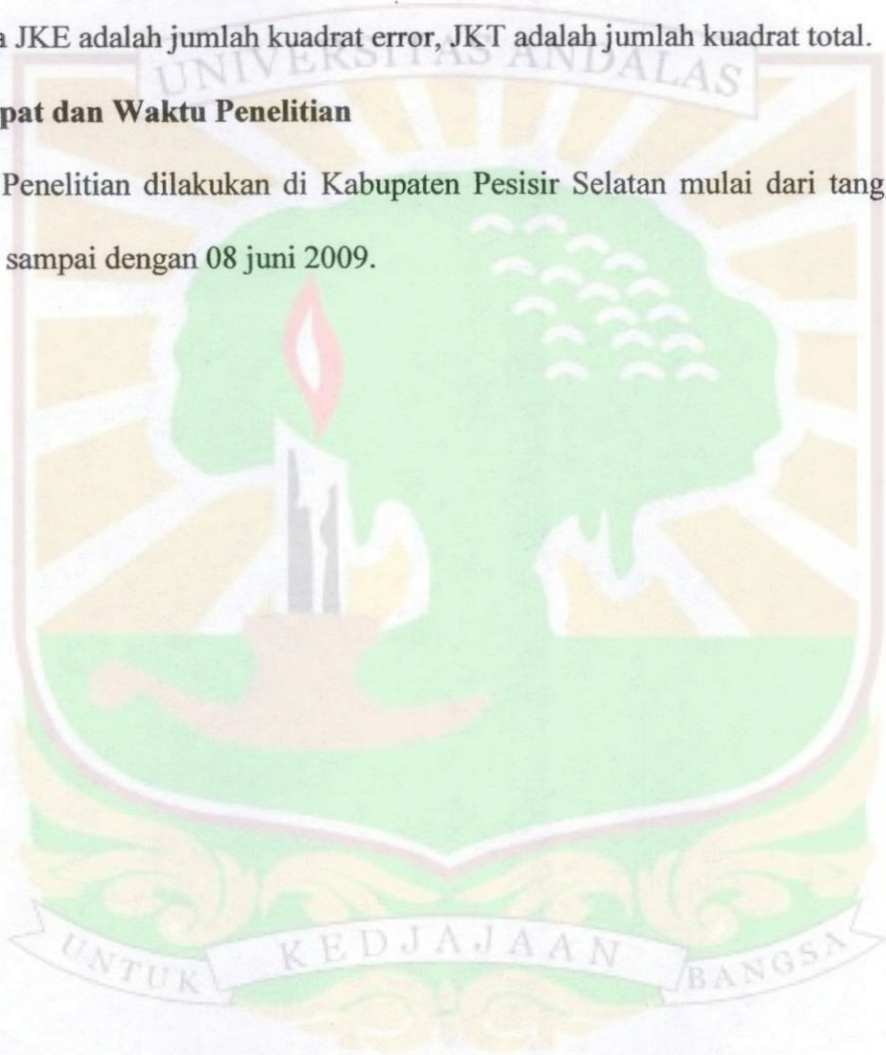 a JKE adalah jumlah kuadrat error, JKT adalah jumlah kuadrat total.
UNIVERSITAS ANDALAS
pat dan Waktu Penelitian
Penelitian dilakukan di Kabupaten Pesisir Selatan mulai dari tang
sampai dengan 08 juni 2009.
UNTUK KEDJAJAAN BANGSA